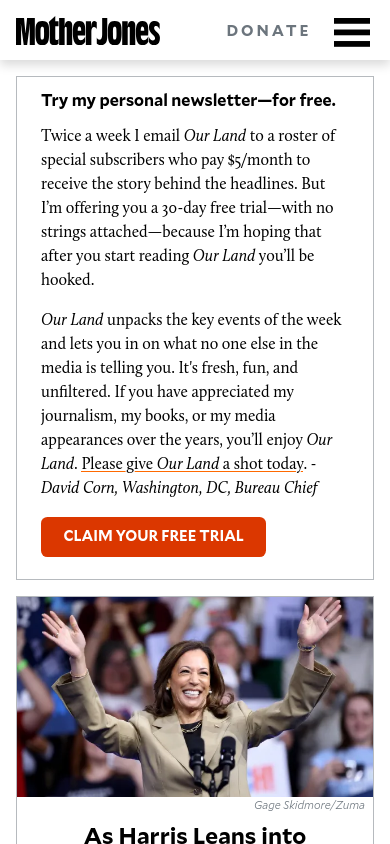 Mother Jones
DONATE
Try my personal newsletter—for free.
Twice a week I email Our Land to a roster of
special subscribers who pay $5/month to
receive the story behind the headlines. But
I'm offering you a 30-day free trial—with no
strings attached—because I'm hoping that
after you start reading Our Land you'll be
hooked.
Our Land unpacks the key events of the week
and lets you in on what no one else in the
media is telling you. It's fresh, fun, and
unfiltered. If you have appreciated my
journalism, my books, or my media
appearances over the years, you'll enjoy Our
Land. Please give Our Land a shot today. -
David Corn, Washington, DC, Bureau Chief
CLAIM YOUR FREE TRIAL
Gage Skidmore/Zuma
As Harris Leans into